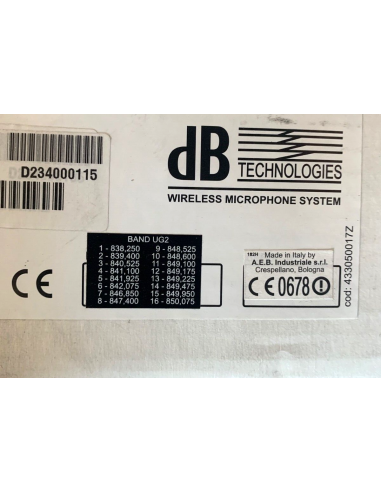 dB
TECHNOLOGIES
WIRELESS MICROPHONE SYSTEM
D234000115
BAND UG2
1 - 838,250 9 - 848,525
2 - 839,400 10 - 848,600
3 - 840,525 11 - 849,100
4 - 841,100 12 - 849,175
5 - 841,925 13 - 849,225
6 - 842,075 14 - 849,475
7 - 846,850 15 - 849,950
8 - 847,400 16 - 850,075
CE
182H Made in Italy by
A.E.B. Industriale s.r.l.
Crespellano, Bologna
CE 0678
cod: 433050017Z